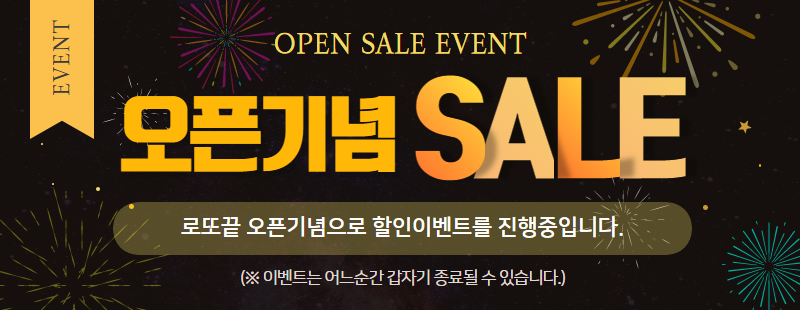 EVENT
OPEN SALE EVENT
오픈기념 SALE
로또끝 오픈기념으로 할인이벤트를 진행중입니다.
(※ 이벤트는 어느순간 갑자기 종료될 수 있습니다.)